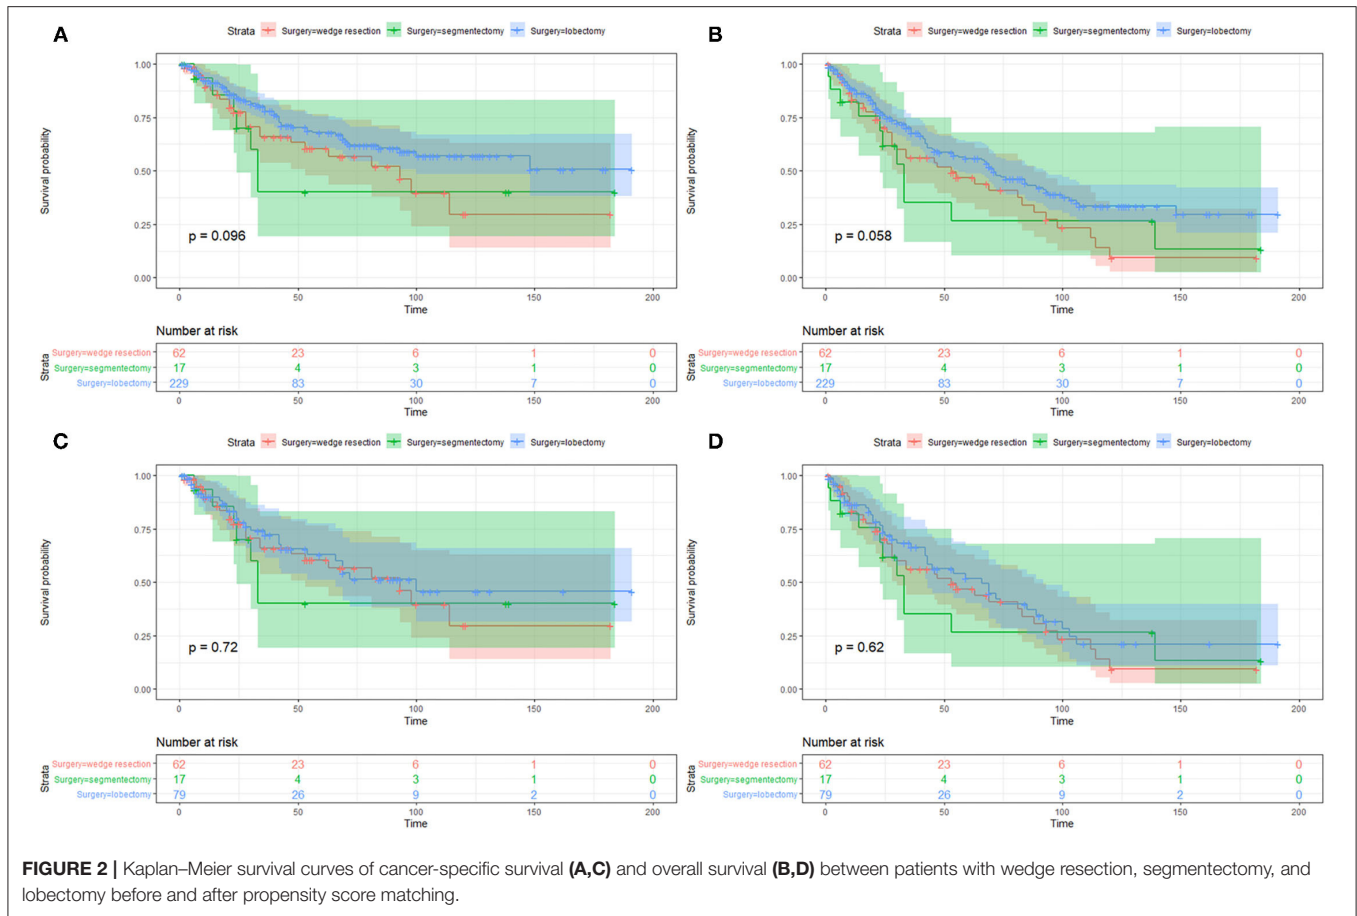 A
Strata Surgery=wedge resection Surgery=segmentectomy Surgery=lobectomy
Survival probability
1.00
0.75
0.50
0.25
0.00
p = 0.096
0 50 100 150 200
Time
Number at risk
Strata
Surgery=wedge resection 62 23 6 1 0
Surgery=segmentectomy 17 4 3 1 0
Surgery=lobectomy 229 83 30 7 0
0 50 100 150 200
Time
B
Strata Surgery=wedge resection Surgery=segmentectomy Surgery=lobectomy
Survival probability
1.00
0.75
0.50
0.25
0.00
p = 0.058
0 50 100 150 200
Time
Number at risk
Strata
Surgery=wedge resection 62 23 6 1 0
Surgery=segmentectomy 17 4 3 1 0
Surgery=lobectomy 229 83 30 7 0
0 50 100 150 200
Time
C
Strata Surgery=wedge resection Surgery=segmentectomy Surgery=lobectomy
Survival probability
1.00
0.75
0.50
0.25
0.00
p = 0.72
0 50 100 150 200
Time
Number at risk
Strata
Surgery=wedge resection 62 23 6 1 0
Surgery=segmentectomy 17 4 3 1 0
Surgery=lobectomy 79 26 9 2 0
0 50 100 150 200
Time
D
Strata Surgery=wedge resection Surgery=segmentectomy Surgery=lobectomy
Survival probability
1.00
0.75
0.50
0.25
0.00
p = 0.62
0 50 100 150 200
Time
Number at risk
Strata
Surgery=wedge resection 62 23 6 1 0
Surgery=segmentectomy 17 4 3 1 0
Surgery=lobectomy 79 26 9 2 0
0 50 100 150 200
Time
FIGURE 2 | Kaplan–Meier survival curves of cancer-specific survival (A,C) and overall survival (B,D) between patients with wedge resection, segmentectomy, and
lobectomy before and after propensity score matching.